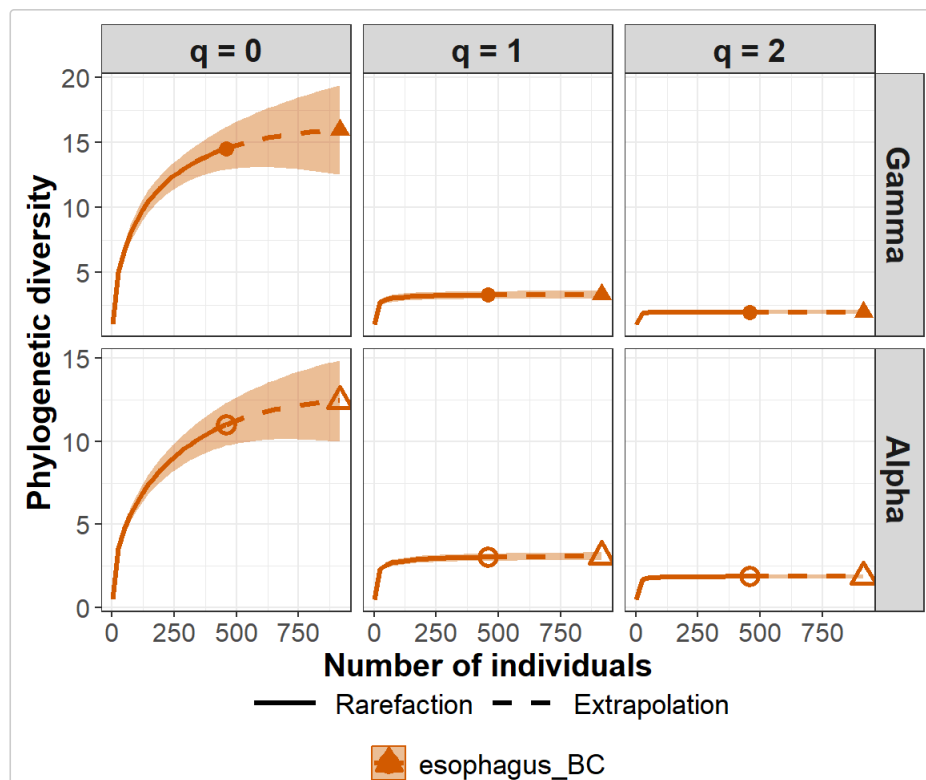 q = 0 q = 1 q = 2
20
15
10
5
Gamma
15
10
5
0
Alpha
Phylogenetic diversity
0 250 500 750 0 250 500 750 0 250 500 750
Number of individuals
Rarefaction Extrapolation
esophagus_BC